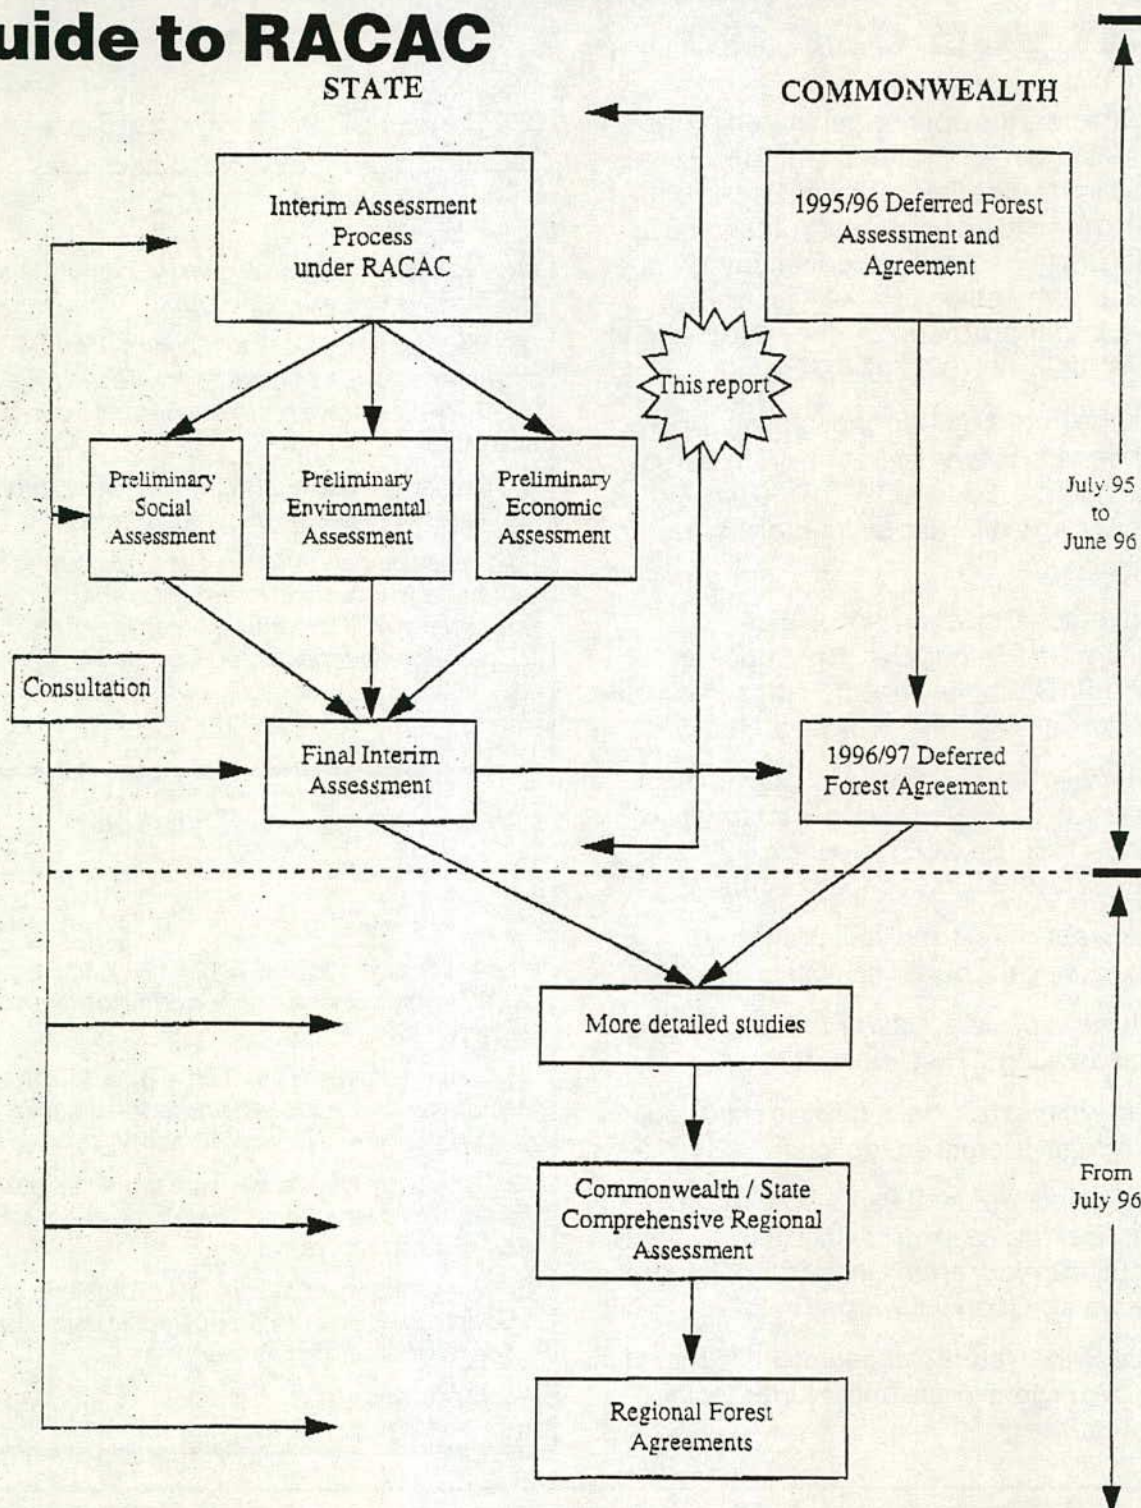 uide to RACAC
STATE
COMMONWEALTH
Interim Assessment
Process
under RACAC
1995/96 Deferred Forest
Assessment and
Agreement
This report
Preliminary
Social
Assessment
Preliminary
Environmental
Assessment
Preliminary
Economic
Assessment
July 95
to
June 96
Consultation
Final Interim
Assessment
1996/97 Deferred
Forest Agreement
More detailed studies
Commonwealth / State
Comprehensive Regional
Assessment
From
July 96
Regional Forest
Agreements